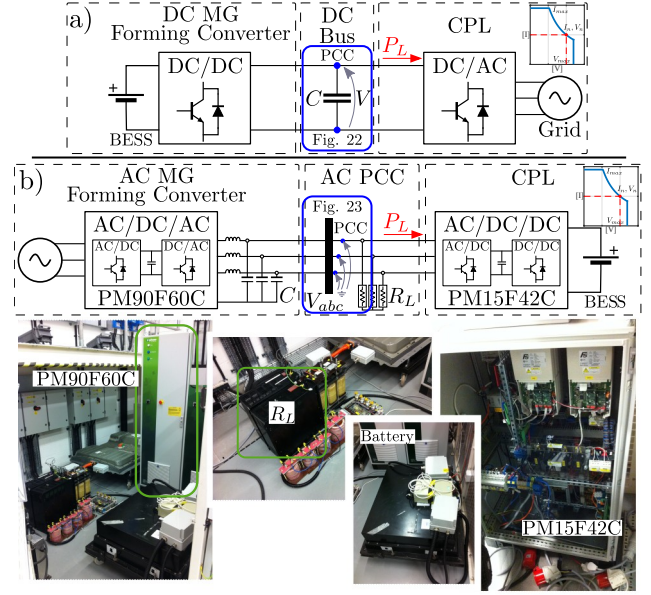 a)
DC MG
Forming Converter
DC
Bus
CPL
PCC
P_L
DC/DC
DC/AC
C
V
+
BESS
Fig. 22
Grid
I_max
I_n, V_n
[I]
V_max
[V]
b)
AC MG
Forming Converter
AC PCC
CPL
Fig. 23
PCC
P_L
AC/DC/AC
AC/DC
DC/AC
PM90F60C
C
V_abc
R_L
AC/DC/DC
AC/DC
DC/DC
PM15F42C
+
BESS
I_max
I_n, V_n
[I]
V_max
[V]
PM90F60C
R_L
Battery
PM15F42C